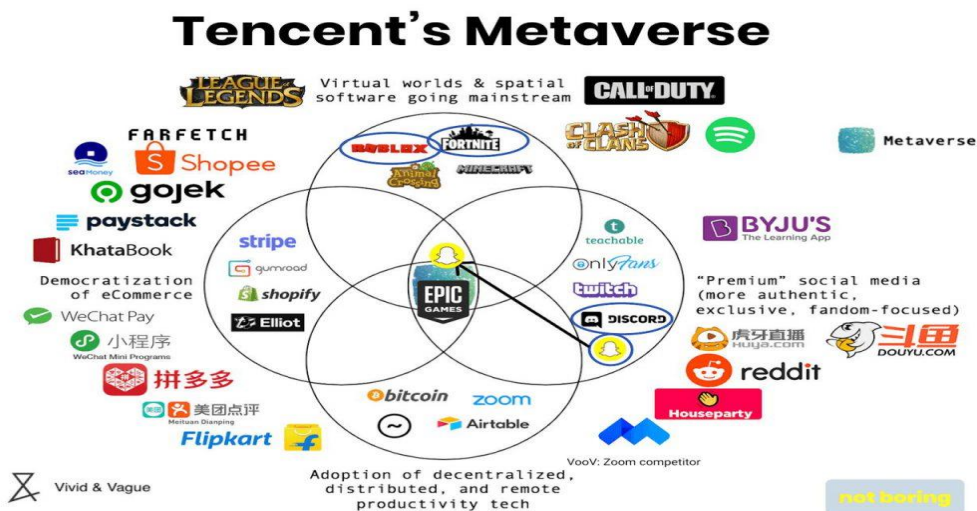 Tencent's Metaverse
LEAGUE OF
LEGENDS
Virtual worlds & spatial
software going mainstream
CALL OF DUTY
FARFETCH
ROBLOX
FORTNITE
CLASH
OF CLANS
Metaverse
seaMoney
Shopee
Animal
Crossing
MINECRAFT
gojek
paystack
stripe
teachable
BYJU'S
The Learning App
KhataBook
gumroad
OnlyFans
Democratization
of eCommerce
shopify
EPIC
GAMES
twitch
"Premium" social media
(more authentic,
exclusive, fandom-focused)
WeChat Pay
Elliot
DISCORD
小程序
WeChat Mini Programs
虎牙直播
Huya.com
斗鱼
DOUYU.COM
拼多多
reddit
美团
美团点评
Meituan Dianping
bitcoin
zoom
Houseparty
Flipkart
~
Airtable
VooV: Zoom competitor
Adoption of decentralized,
distributed, and remote
productivity tech
Vivid & Vague
not boring